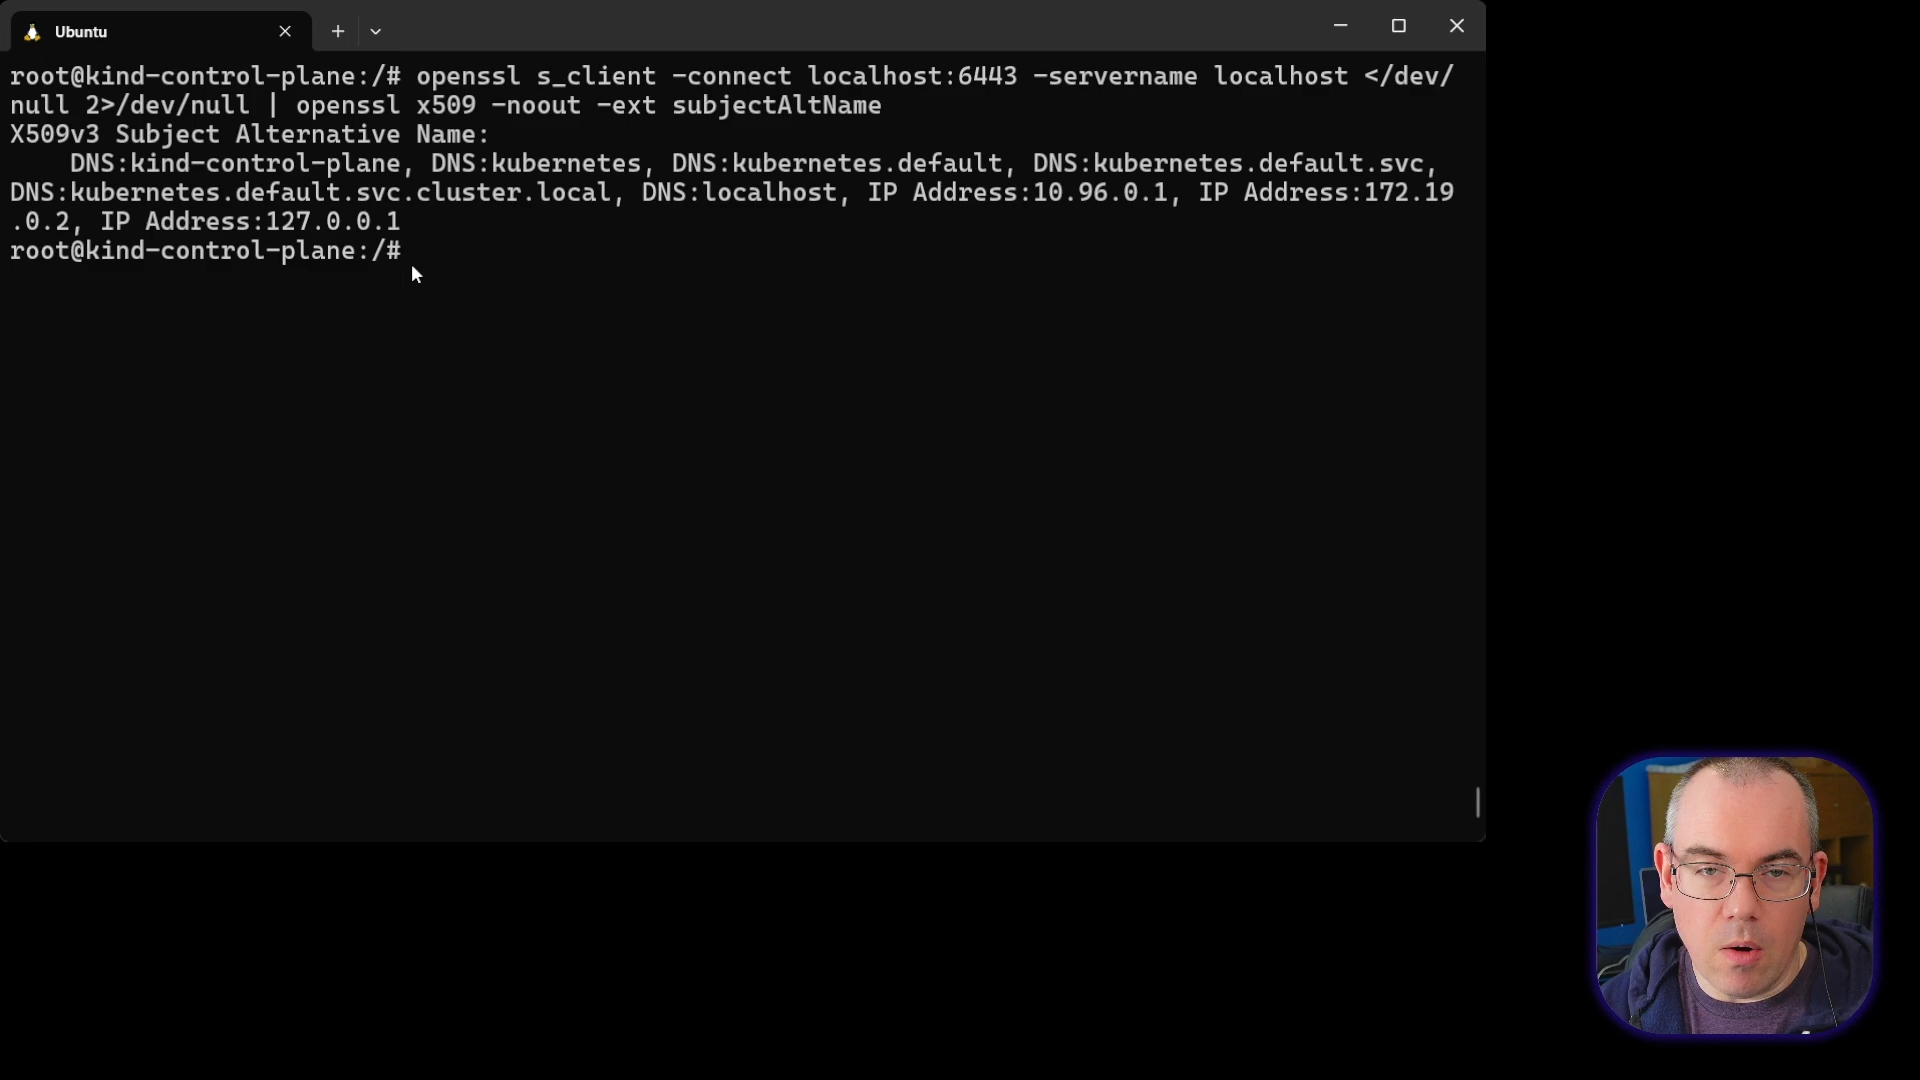 Ubuntu
root@kind-control-plane:/# openssl s_client -connect localhost:6443 -servername localhost </dev/
null 2>/dev/null | openssl x509 -noout -ext subjectAltName
X509v3 Subject Alternative Name:
    DNS:kind-control-plane, DNS:kubernetes, DNS:kubernetes.default, DNS:kubernetes.default.svc,
DNS:kubernetes.default.svc.cluster.local, DNS:localhost, IP Address:10.96.0.1, IP Address:172.19
.0.2, IP Address:127.0.0.1
root@kind-control-plane:/#